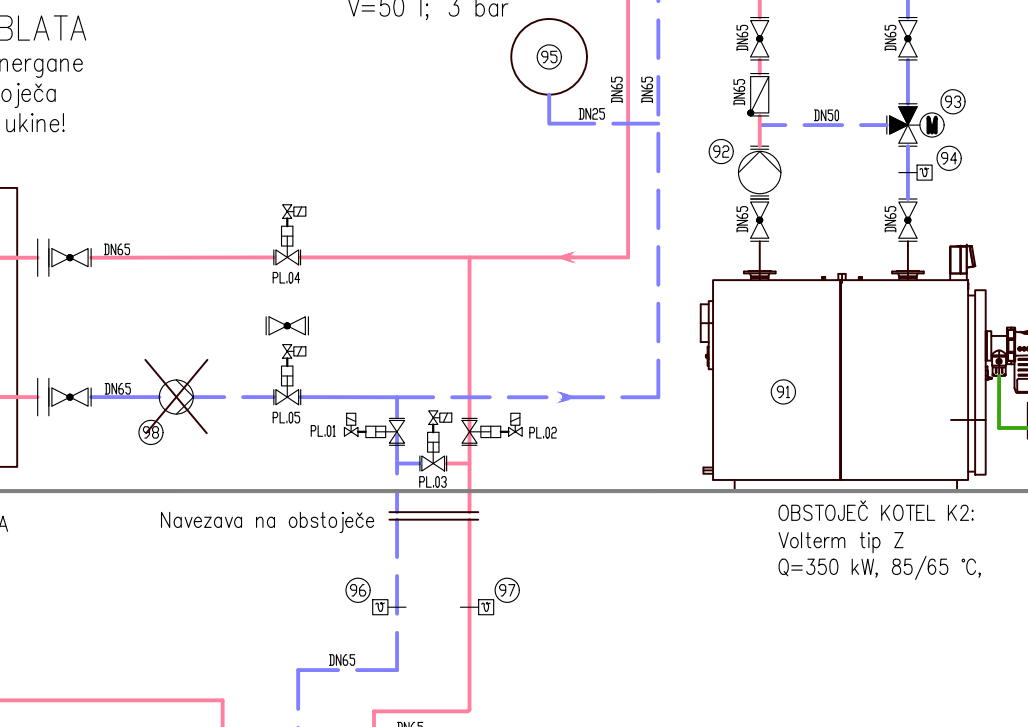 V=50 l; 3 bar
BLATA
nergane
oječa
ukine!
95
DN25
DN65
DN65
DN65
DN65
DN65
DN50
93
M
92
94
ϑ
DN65
DN65
DN65
PL.04
DN65
PL.05
98
91
PL.01
PL.02
PL.03
A
Navezava na obstoječe
OBSTOJEČ KOTEL K2:
Volterm tip Z
Q=350 kW, 85/65 °C,
96
ϑ
ϑ
97
DN65
DN65